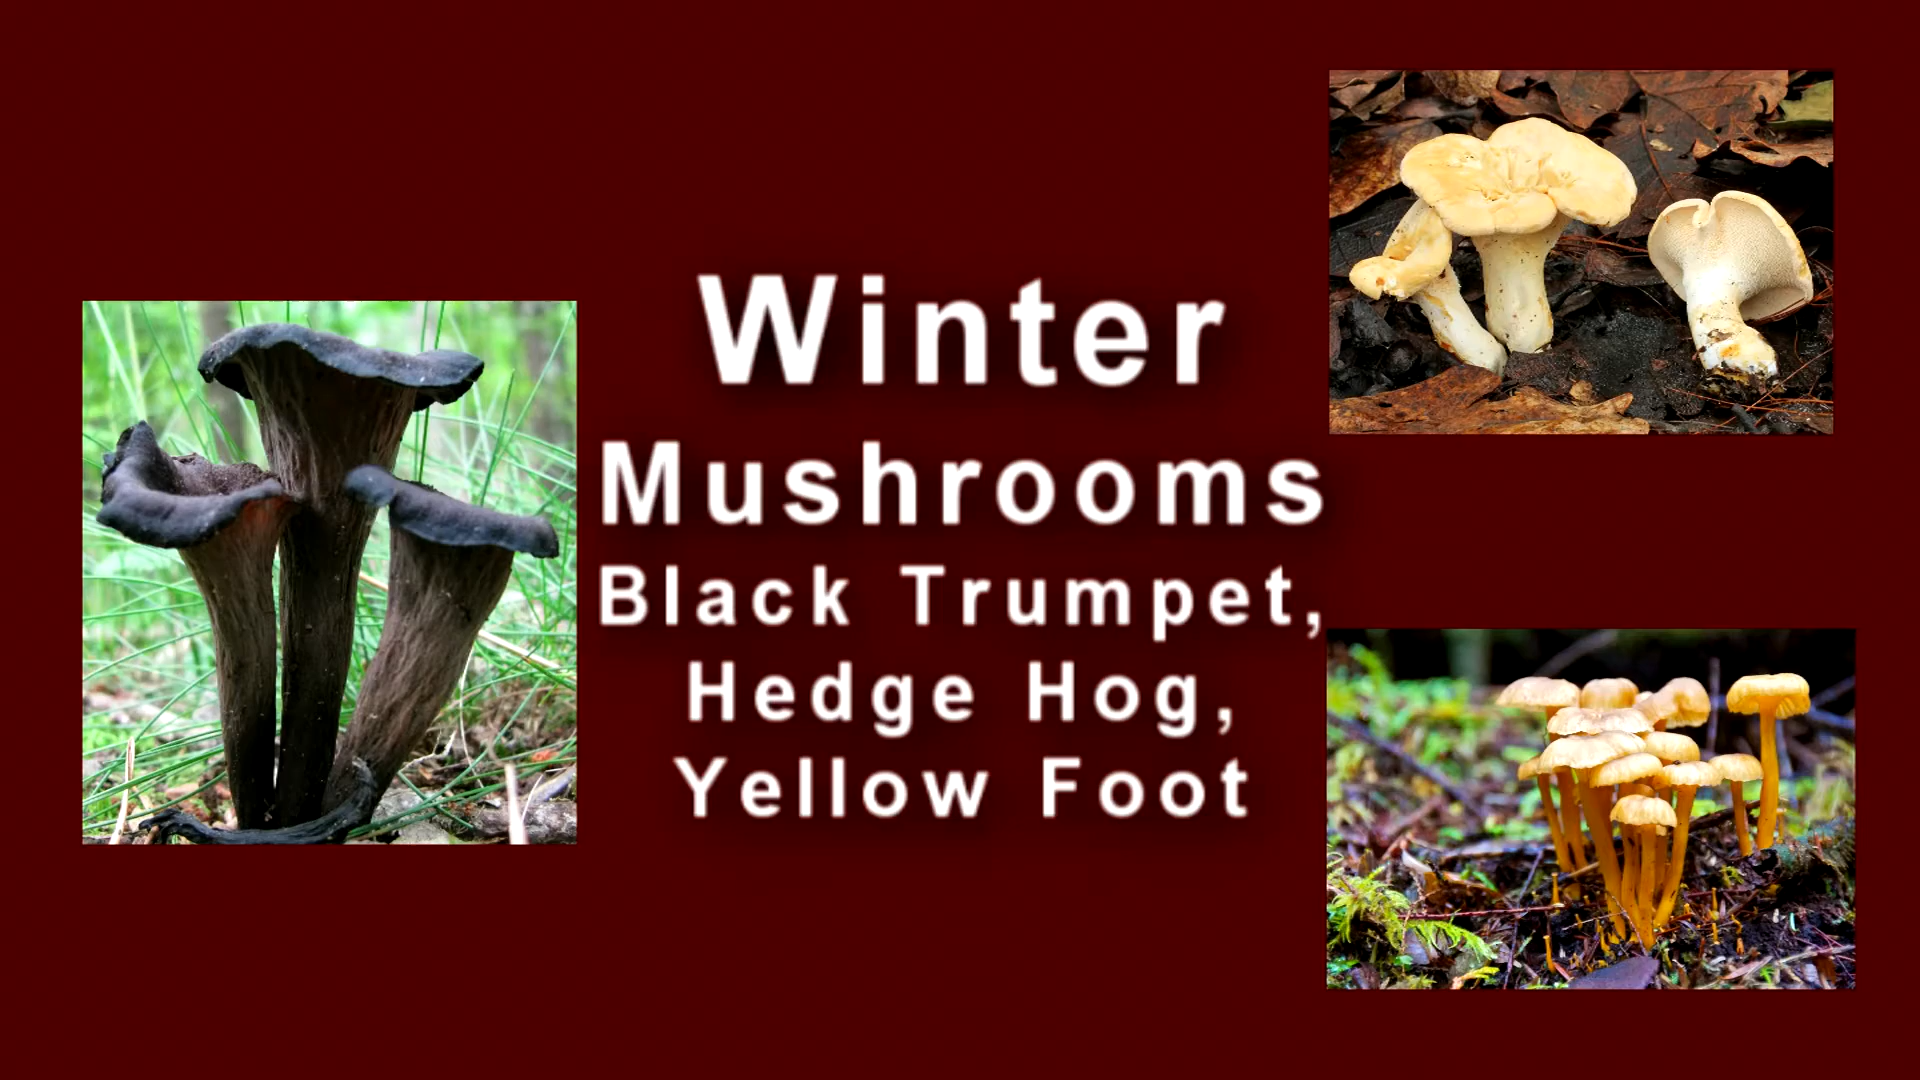 Winter
Mushrooms
Black Trumpet,
Hedge Hog,
Yellow Foot